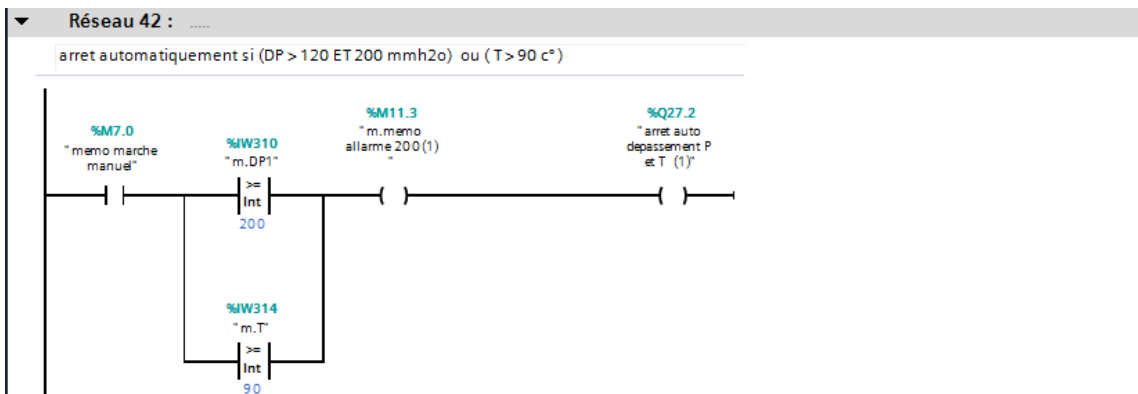 Réseau 42 : .....
arret automatiquement si (DP > 120 ET 200 mmh2o) ou ( T> 90 c° )
%M7.0
"memo marche
manuel"
%IW310
"m.DP1"
>=
Int
200
%M11.3
"m.memo
allarme 200(1)
"
%Q27.2
"arret auto
depassement P
et T (1)"
%IW314
"m.T"
>=
Int
90